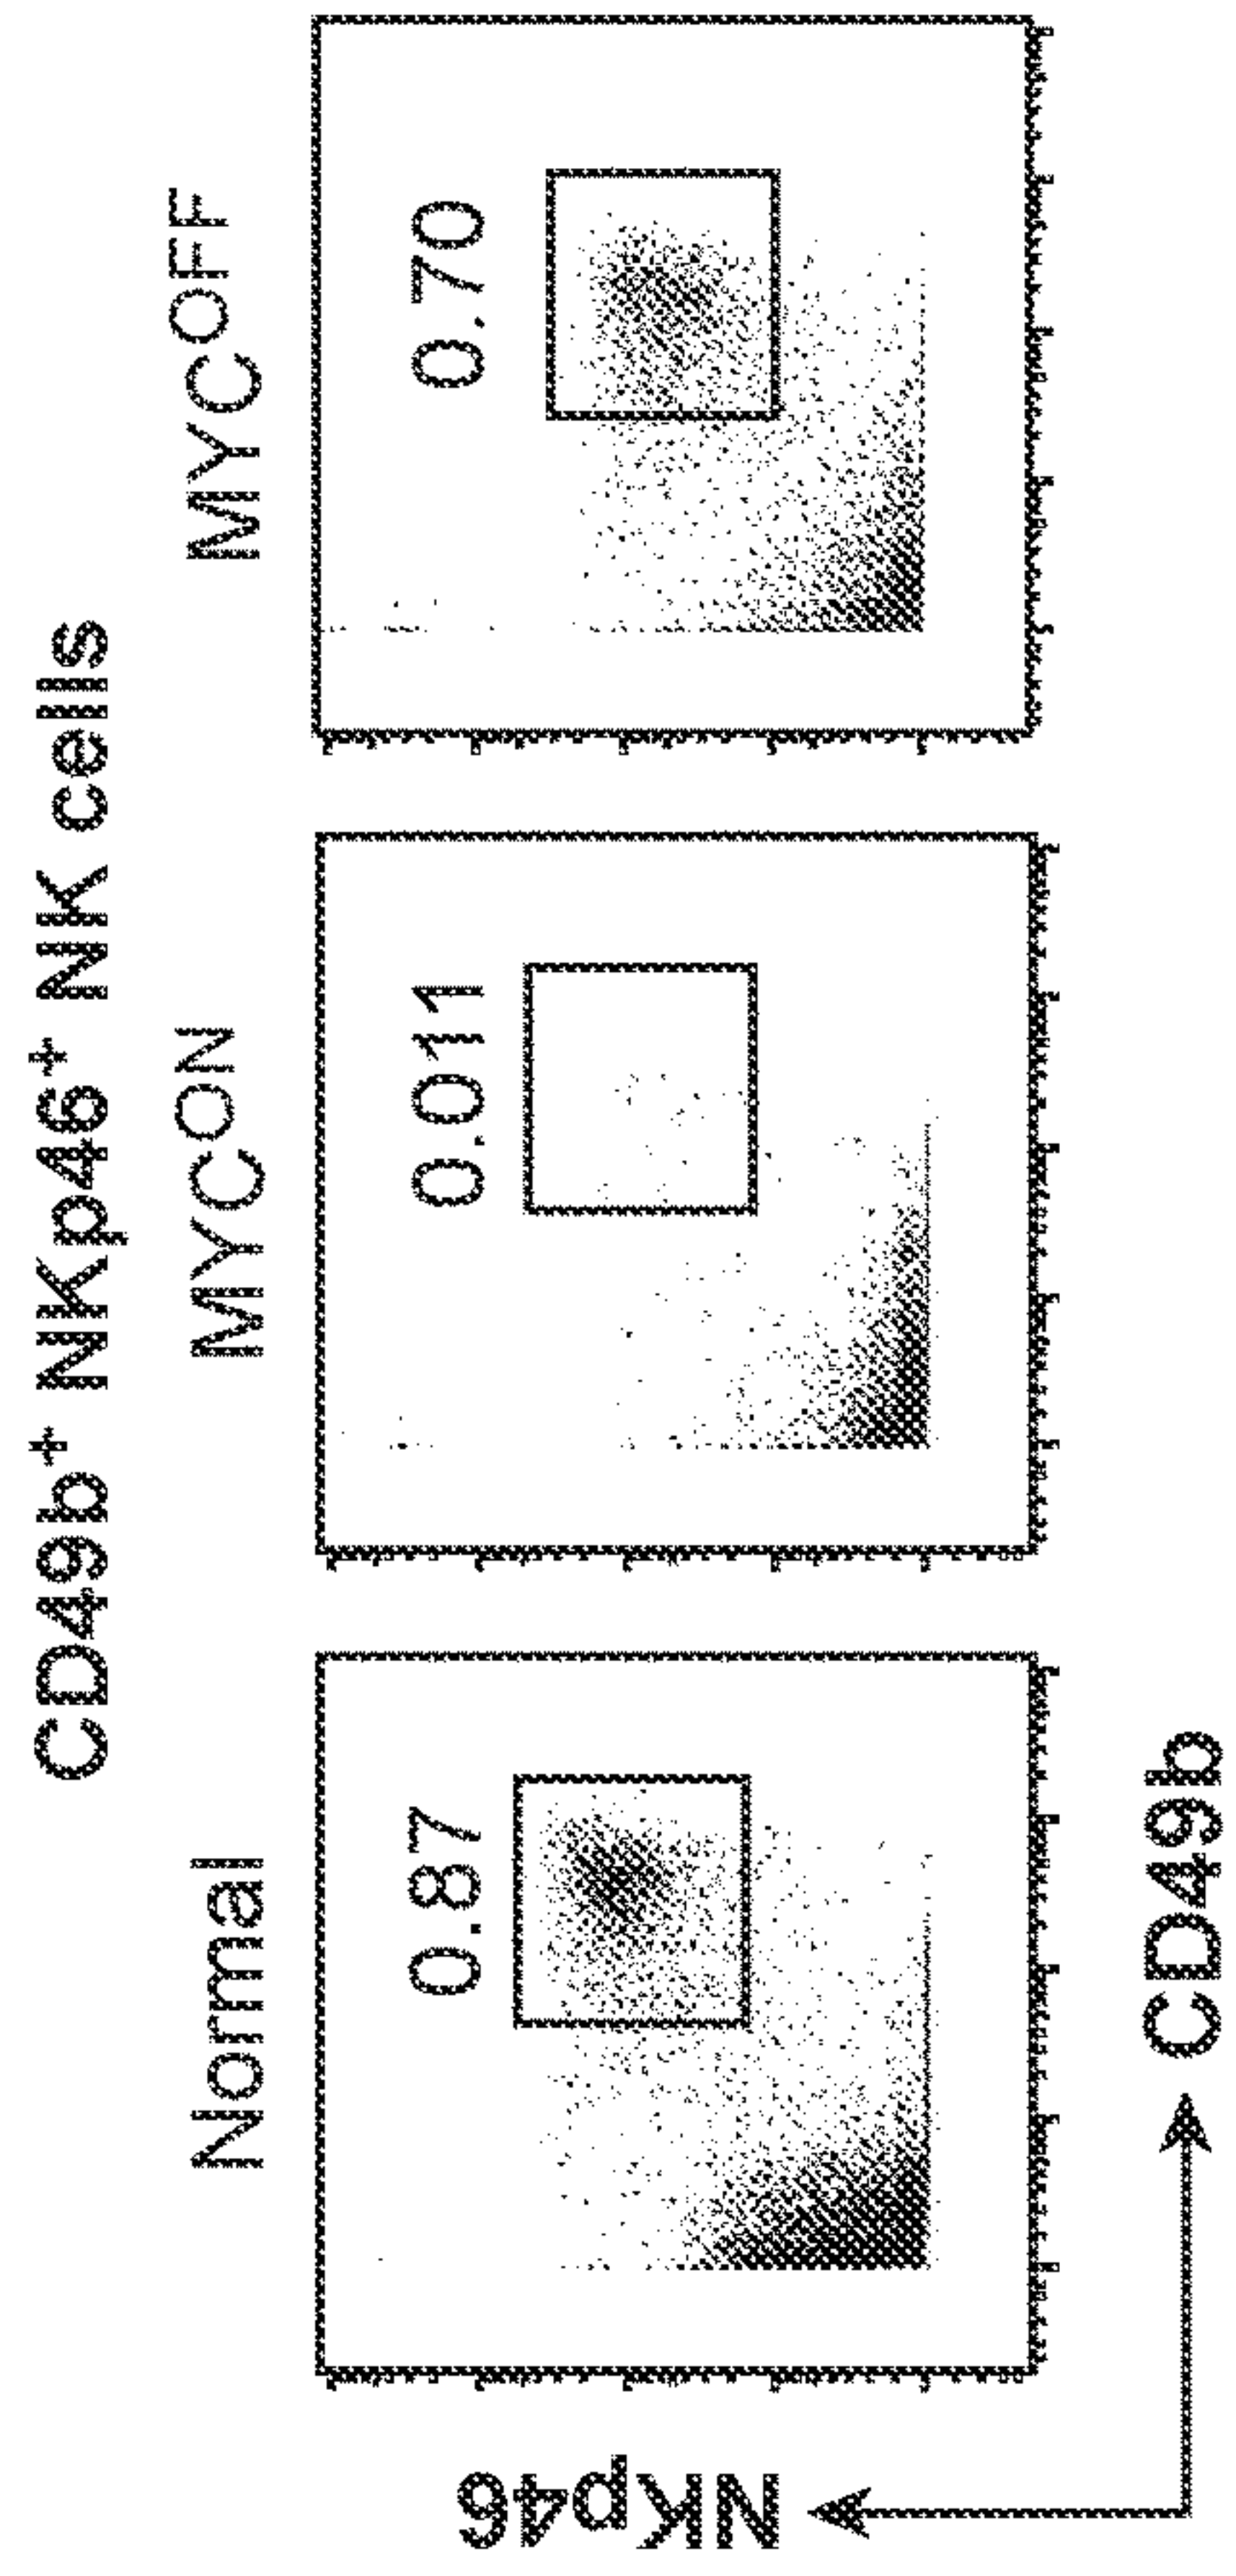 CD49b⁺ NKp46⁺ NK cells
Normal
MYCᴼᴺ
MYCᴼᶠᶠ
0.87
0.011
0.70
NKp46
CD49b